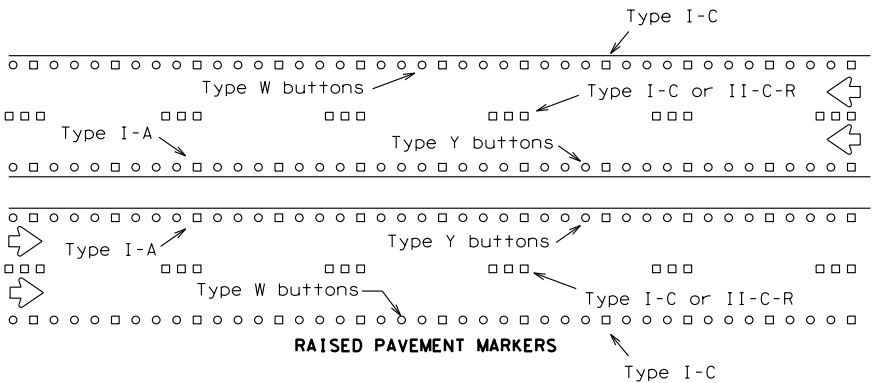 Type I-C
Type W buttons
Type I-C or II-C-R
Type I-A
Type Y buttons
Type I-A
Type Y buttons
Type W buttons
Type I-C or II-C-R
RAISED PAVEMENT MARKERS
Type I-C